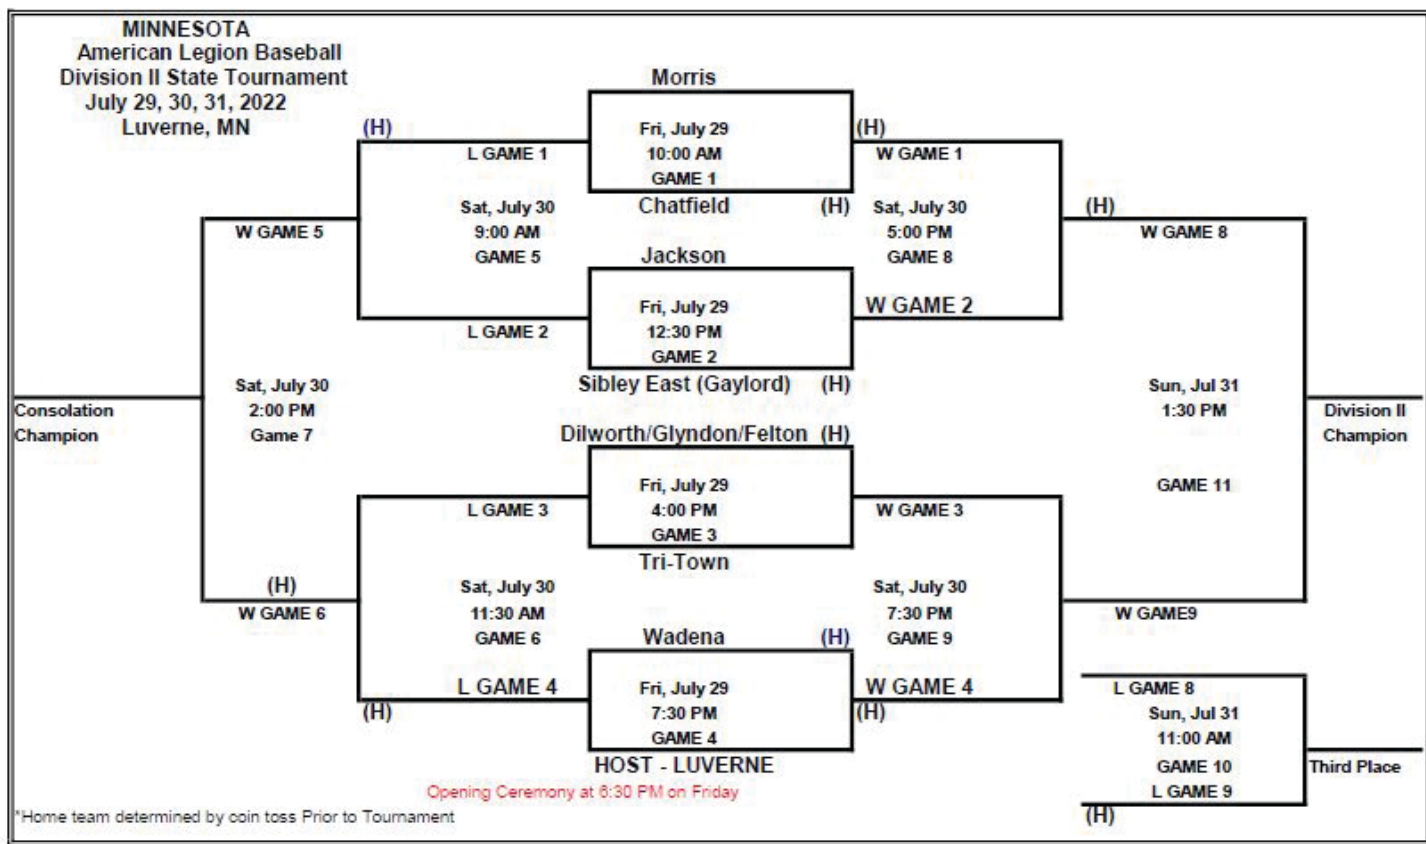 MINNESOTA
American Legion Baseball
Division II State Tournament
July 29, 30, 31, 2022
Luverne, MN
Consolation
Champion
W GAME 5
Sat, July 30
2:00 PM
Game 7
(H)
W GAME 6
(H)
L GAME 1
Sat, July 30
9:00 AM
GAME 5
L GAME 2
L GAME 3
Sat, July 30
11:30 AM
GAME 6
L GAME 4
(H)
Morris
Fri, July 29
10:00 AM
GAME 1
Chatfield (H)
Jackson
Fri, July 29
12:30 PM
GAME 2
Sibley East (Gaylord) (H)
Dilworth/Glyndon/Felton (H)
Fri, July 29
4:00 PM
GAME 3
Tri-Town
Wadena (H)
Fri, July 29
7:30 PM
GAME 4
HOST - LUVERNE
(H)
W GAME 1
Sat, July 30
5:00 PM
GAME 8
W GAME 2
W GAME 3
Sat, July 30
7:30 PM
GAME 9
W GAME 4
(H)
(H)
W GAME 8
Sun, Jul 31
1:30 PM
GAME 11
W GAME9
Division II
Champion
L GAME 8
Sun, Jul 31
11:00 AM
GAME 10
L GAME 9
(H)
Third Place
Opening Ceremony at 6:30 PM on Friday
*Home team determined by coin toss Prior to Tournament